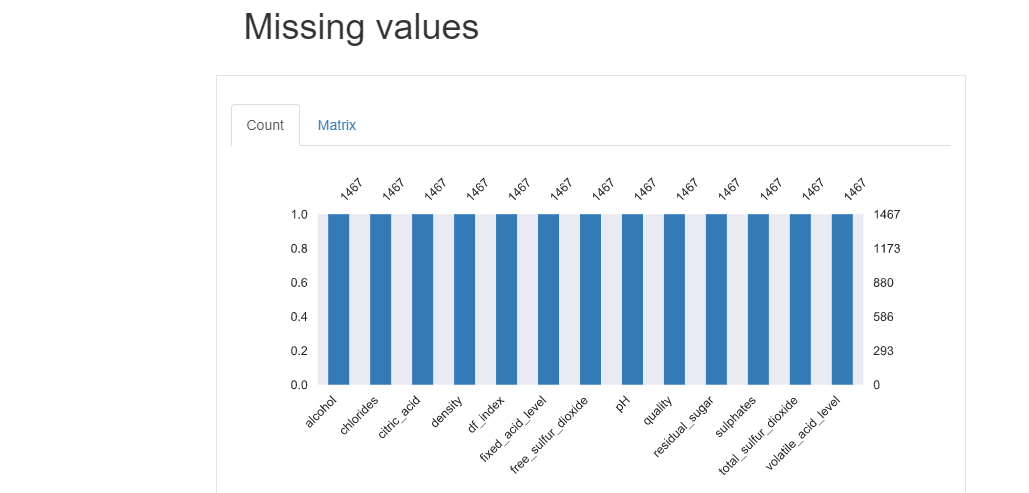 Missing values
Count Matrix
1467 1467 1467 1467 1467 1467 1467 1467 1467 1467 1467 1467 1467
1.0 1467
0.8 1173
0.6 880
0.4 586
0.2 293
0.0 0
alcohol chlorides citric_acid density df_index fixed_acid_level free_sulfur_dioxide pH quality residual_sugar sulphates total_sulfur_dioxide volatile_acid_level